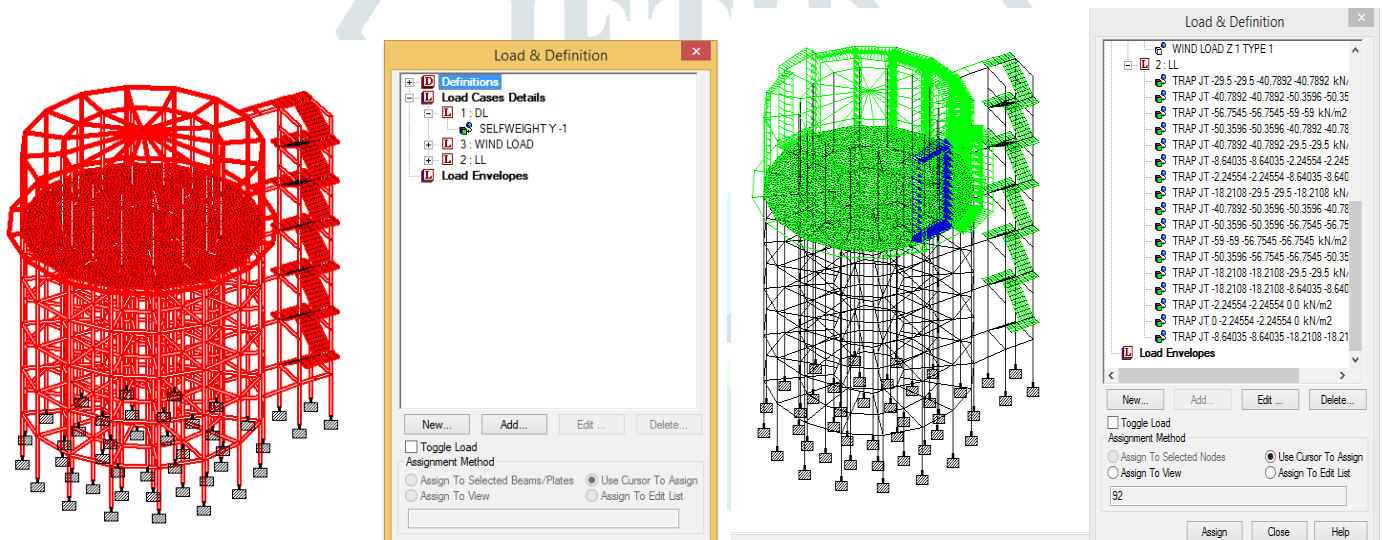 Load & Definition
Definitions
Load Cases Details
1 : DL
SELFWEIGHT Y -1
3 : WIND LOAD
2 : LL
Load Envelopes
New...
Add...
Edit ...
Delete...
Toggle Load
Assignment Method
Assign To Selected Beams/Plates
Use Cursor To Assign
Assign To View
Assign To Edit List
Load & Definition
WIND LOAD Z 1 TYPE 1
2 : LL
TRAP JT -29.5 -29.5 -40.7892 -40.7892 kN/
TRAP JT -40.7892 -40.7892 -50.3596 -50.35
TRAP JT -56.7545 -56.7545 -59 -59 kN/m2
TRAP JT -50.3596 -50.3596 -40.7892 -40.78
TRAP JT -40.7892 -40.7892 -29.5 -29.5 kN/
TRAP JT -8.64035 -8.64035 -2.24554 -2.245
TRAP JT -2.24554 -2.24554 -8.64035 -8.640
TRAP JT -18.2108 -29.5 -29.5 -18.2108 kN/
TRAP JT -40.7892 -50.3596 -50.3596 -40.78
TRAP JT -50.3596 -50.3596 -56.7545 -56.75
TRAP JT -59 -59 -56.7545 -56.7545 kN/m2
TRAP JT -50.3596 -56.7545 -56.7545 -50.35
TRAP JT -18.2108 -18.2108 -29.5 -29.5 kN/
TRAP JT -18.2108 -18.2108 -8.64035 -8.640
TRAP JT -2.24554 -2.24554 0 0 kN/m2
TRAP JT 0 -2.24554 -2.24554 0 kN/m2
TRAP JT -8.64035 -8.64035 -18.2108 -18.21
Load Envelopes
New...
Add...
Edit ...
Delete...
Toggle Load
Assignment Method
Assign To Selected Nodes
Use Cursor To Assign
Assign To View
Assign To Edit List
92
Assign
Close
Help